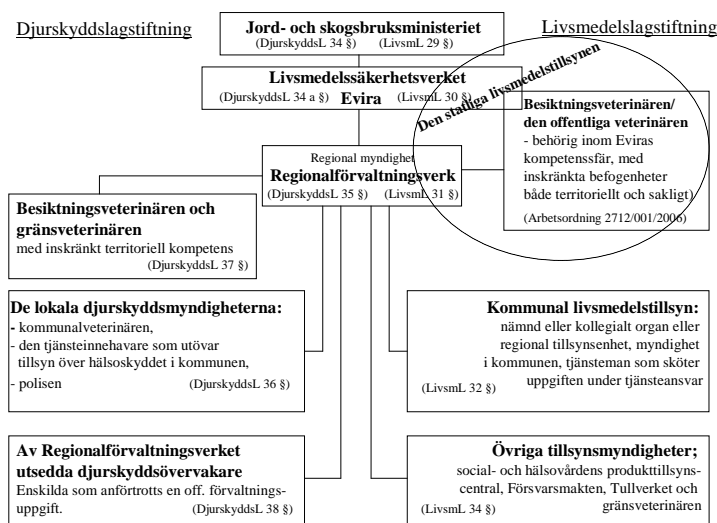 Djurskyddslagstiftning
Livsmedelslagstiftning
Jord- och skogsbruksministeriet
(DjurskyddsL 34 §) (LivsmL 29 §)
Livsmedelssäkerhetsverket
(DjurskyddsL 34 a §) Evira (LivsmL 30 §)
Den statliga livsmedelstillsynen
Besiktningsveterinären/
den offentliga veterinären
- behörig inom Eviras
kompetenssfär, med
inskränkta befogenheter
både territoriellt och sakligt)
(Arbetsordning 2712/001/2006)
Regional myndighet
Regionalförvaltningsverk
(DjurskyddsL 35 §) (LivsmL 31 §)
Besiktningsveterinären och
gränsveterinären
med inskränkt territoriell kompetens
(DjurskyddsL 37 §)
De lokala djurskyddsmyndigheterna:
- kommunalveterinären,
- den tjänsteinnehavare som utövar
tillsyn över hälsoskyddet i kommunen,
- polisen (DjurskyddsL 36 §)
Kommunal livsmedelstillsyn:
nämnd eller kollegialt organ eller
regional tillsynsenhet, myndighet
i kommunen, tjänsteman som sköter
uppgiften under tjänsteansvar
(LivsmL 32 §)
Av Regionalförvaltningsverket
utsedda djurskyddsövervakare
Enskilda som anförtrotts en off. förvaltnings-
uppgift. (DjurskyddsL 38 §)
Övriga tillsynsmyndigheter;
social- och hälsovårdens produkttillsyns-
central, Försvarsmakten, Tullverket och
(LivsmL 34 §) gränsveterinären